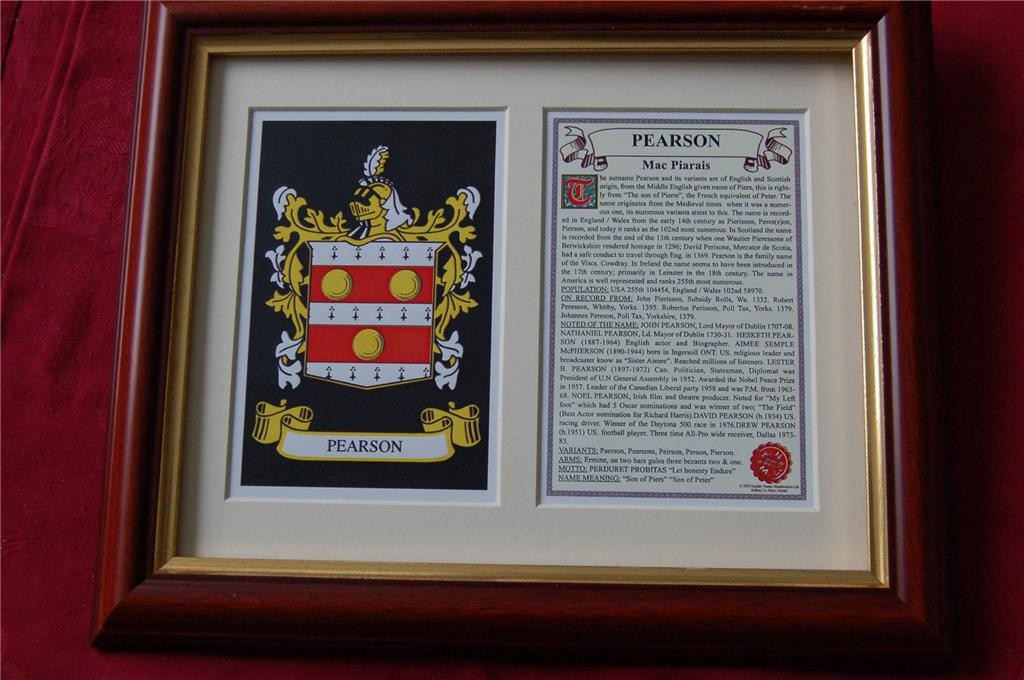 PEARSON
PEARSON
Mac Piarais
The surname Pearson and its variants are of English and Scottish
origin, from the Middle English given name of Piers, this is right-
ly from "The son of Pierre", the French equivalent of Peter. The
name originates from the Medieval times when it was a numer-
ous one, its numerous variants attest to this. The name is record-
ed in England / Wales from the early 14th century as Pierisson, Peres(s)on,
Pierson, and today it ranks as the 102nd most numerous. In Scotland the name
is recorded from the end of the 13th century when one Wautier Pieressone of
Berwickshire rendered homage in 1296; David Perisone, Mercator de Scotia,
had a safe conduct to travel through Eng. in 1369. Pearson is the family name
of the Viscs. Cowdray. In Ireland the name seems to have been introduced in
the 17th century; primarily in Leinster in the 18th century. The name in
America is well represented and ranks 255th most numerous.
POPULATION: USA 255th 104454, England / Wales 102nd 58970.
ON RECORD FROM: John Pierisson, Subsidy Rolls, Wa. 1332. Robert
Peresson, Whitby, Yorks. 1395. Robertus Perisson, Poll Tax, Yorks. 1379.
Johannes Pereson, Poll Tax, Yorkshire, 1379.
NOTED OF THE NAME: JOHN PEARSON, Lord Mayor of Dublin 1707-08.
NATHANIEL PEARSON, Ld. Mayor of Dublin 1730-31. HESKETH PEAR-
SON (1887-1964) English actor and Biographer. AIMEE SEMPLE
McPHERSON (1890-1944) born in Ingersoll ONT. US. religious leader and
broadcaster know as "Sister Aimee". Reached millions of listeners. LESTER
B. PEARSON (1897-1972) Can. Politician, Statesman, Diplomat was
President of U.N General Assembly in 1952. Awarded the Nobel Peace Prize
in 1957. Leader of the Canadian Liberal party 1958 and was P.M. from 1963-
68. NOEL PEARSON, Irish film and theatre producer. Noted for "My Left
foot" which had 5 Oscar nominations and was winner of two; "The Field"
(Best Actor nomination for Richard Harris).DAVID PEARSON (b.1934) US.
racing driver. Winner of the Daytona 500 race in 1976.DREW PEARSON
(b.1951) US. football player. Three time All-Pro wide receiver, Dallas 1973-
83.
VARIANTS: Paerson, Pearsons, Peirson, Person, Pierson.
ARMS: Ermine, on two bars gules three bezants two & one.
MOTTO: PERDURET PROBITAS "Let honesty Endure"
NAME MEANING: "Son of Piers" "Son of Peter"